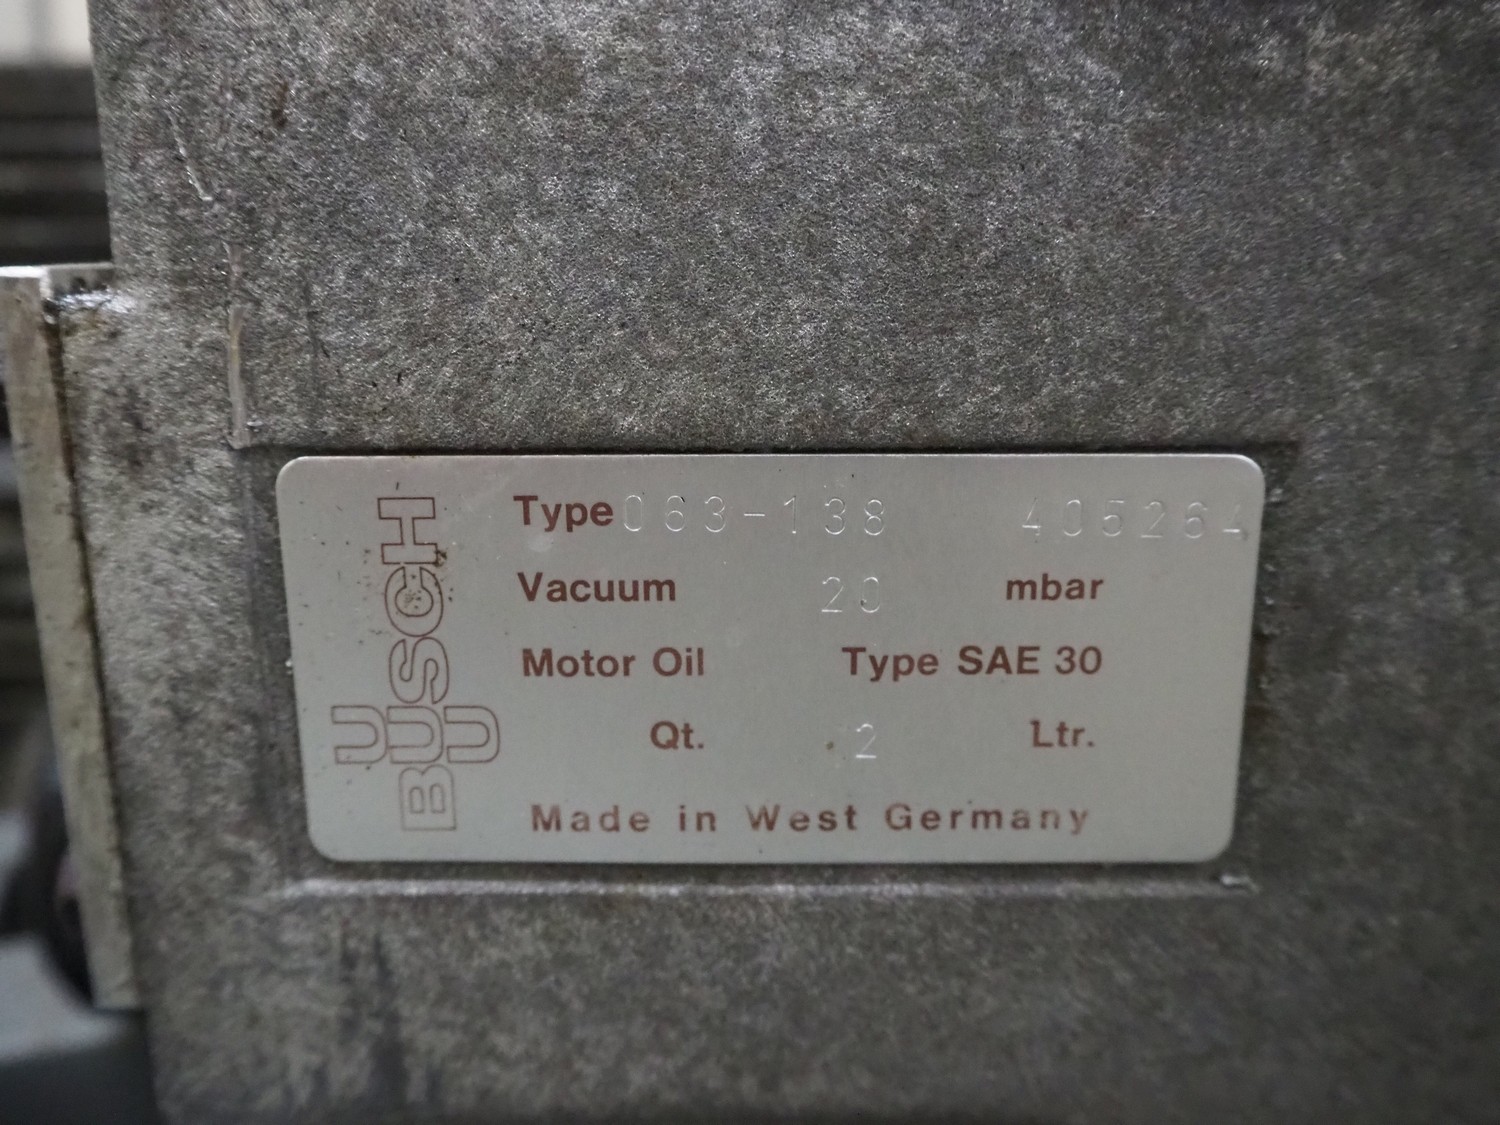 BUSCH
U U
Type 063-138 405264
Vacuum 20 mbar
Motor Oil Type SAE 30
Qt. 2 Ltr.
Made in West Germany